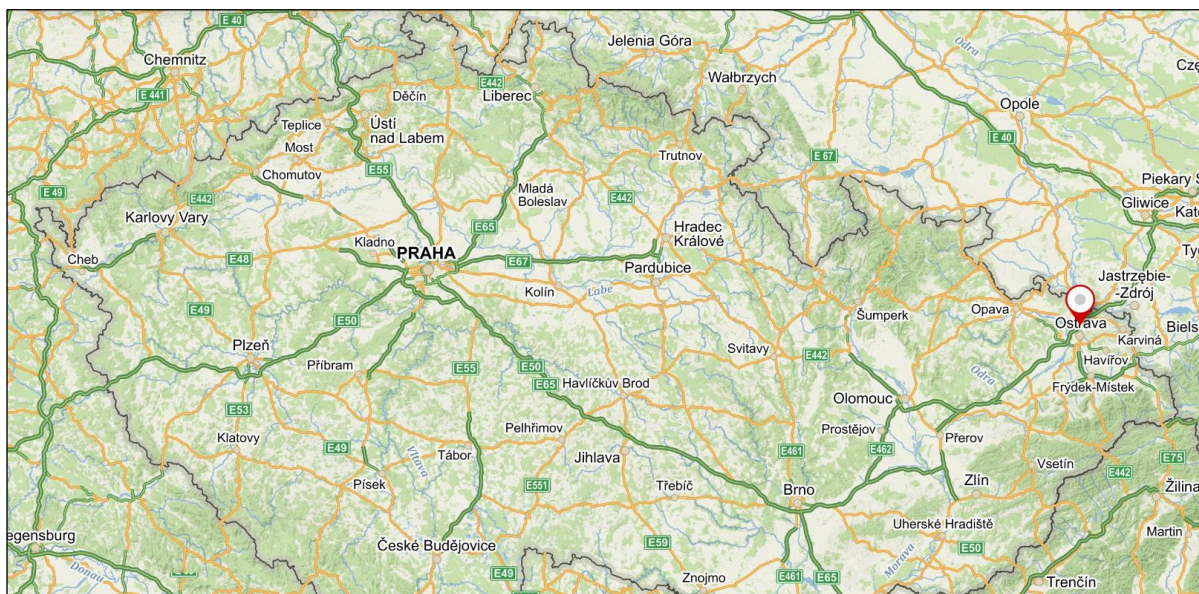 E 40
Chemnitz
E 441
E 49
Jelenia Góra
Odra
Wałbrzych
Opole
E 40
E 67
Děčín
E442
Liberec
Teplice
Ústí
nad Labem
Most
Chomutov
E55
E442
Karlovy Vary
Cheb
E48
E49
Kladno
PRAHA
E65
E67
Mladá
Boleslav
E442
Trutnov
Hradec
Králové
Pardubice
Kolín
Labe
Piekary
Gliwice
Jastrzębie-
-Zdrój
Opava
Ostrava
Karviná
Havířov
Frýdek-Místek
Šumperk
Svitavy
E442
Odra
E50
Plzeň
Příbram
E55
E50
E65
Havlíčkův Brod
Olomouc
Prostějov
Přerov
E462
E461
E53
Klatovy
E49
Vltava
Tábor
Pelhřimov
Jihlava
Písek
E551
Třebíč
Brno
Zlín
Vsetín
E442
E75
Žilina
Martin
Uherské Hradiště
E50
Morava
Trenčín
egensburg
Donau
České Budějovice
E49
E59
Znojmo
E461
E65